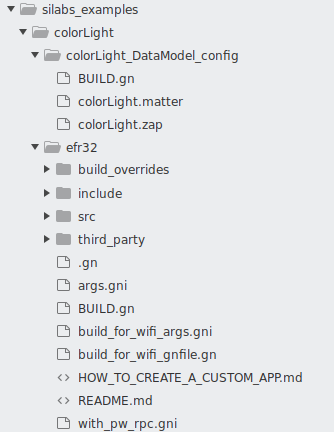 silabs_examples
colorLight
colorLight_DataModel_config
BUILD.gn
colorLight.matter
colorLight.zap
efr32
build_overrides
include
src
third_party
.gn
args.gni
BUILD.gn
build_for_wifi_args.gni
build_for_wifi_gnfile.gn
HOW_TO_CREATE_A_CUSTOM_APP.md
README.md
with_pw_rpc.gni